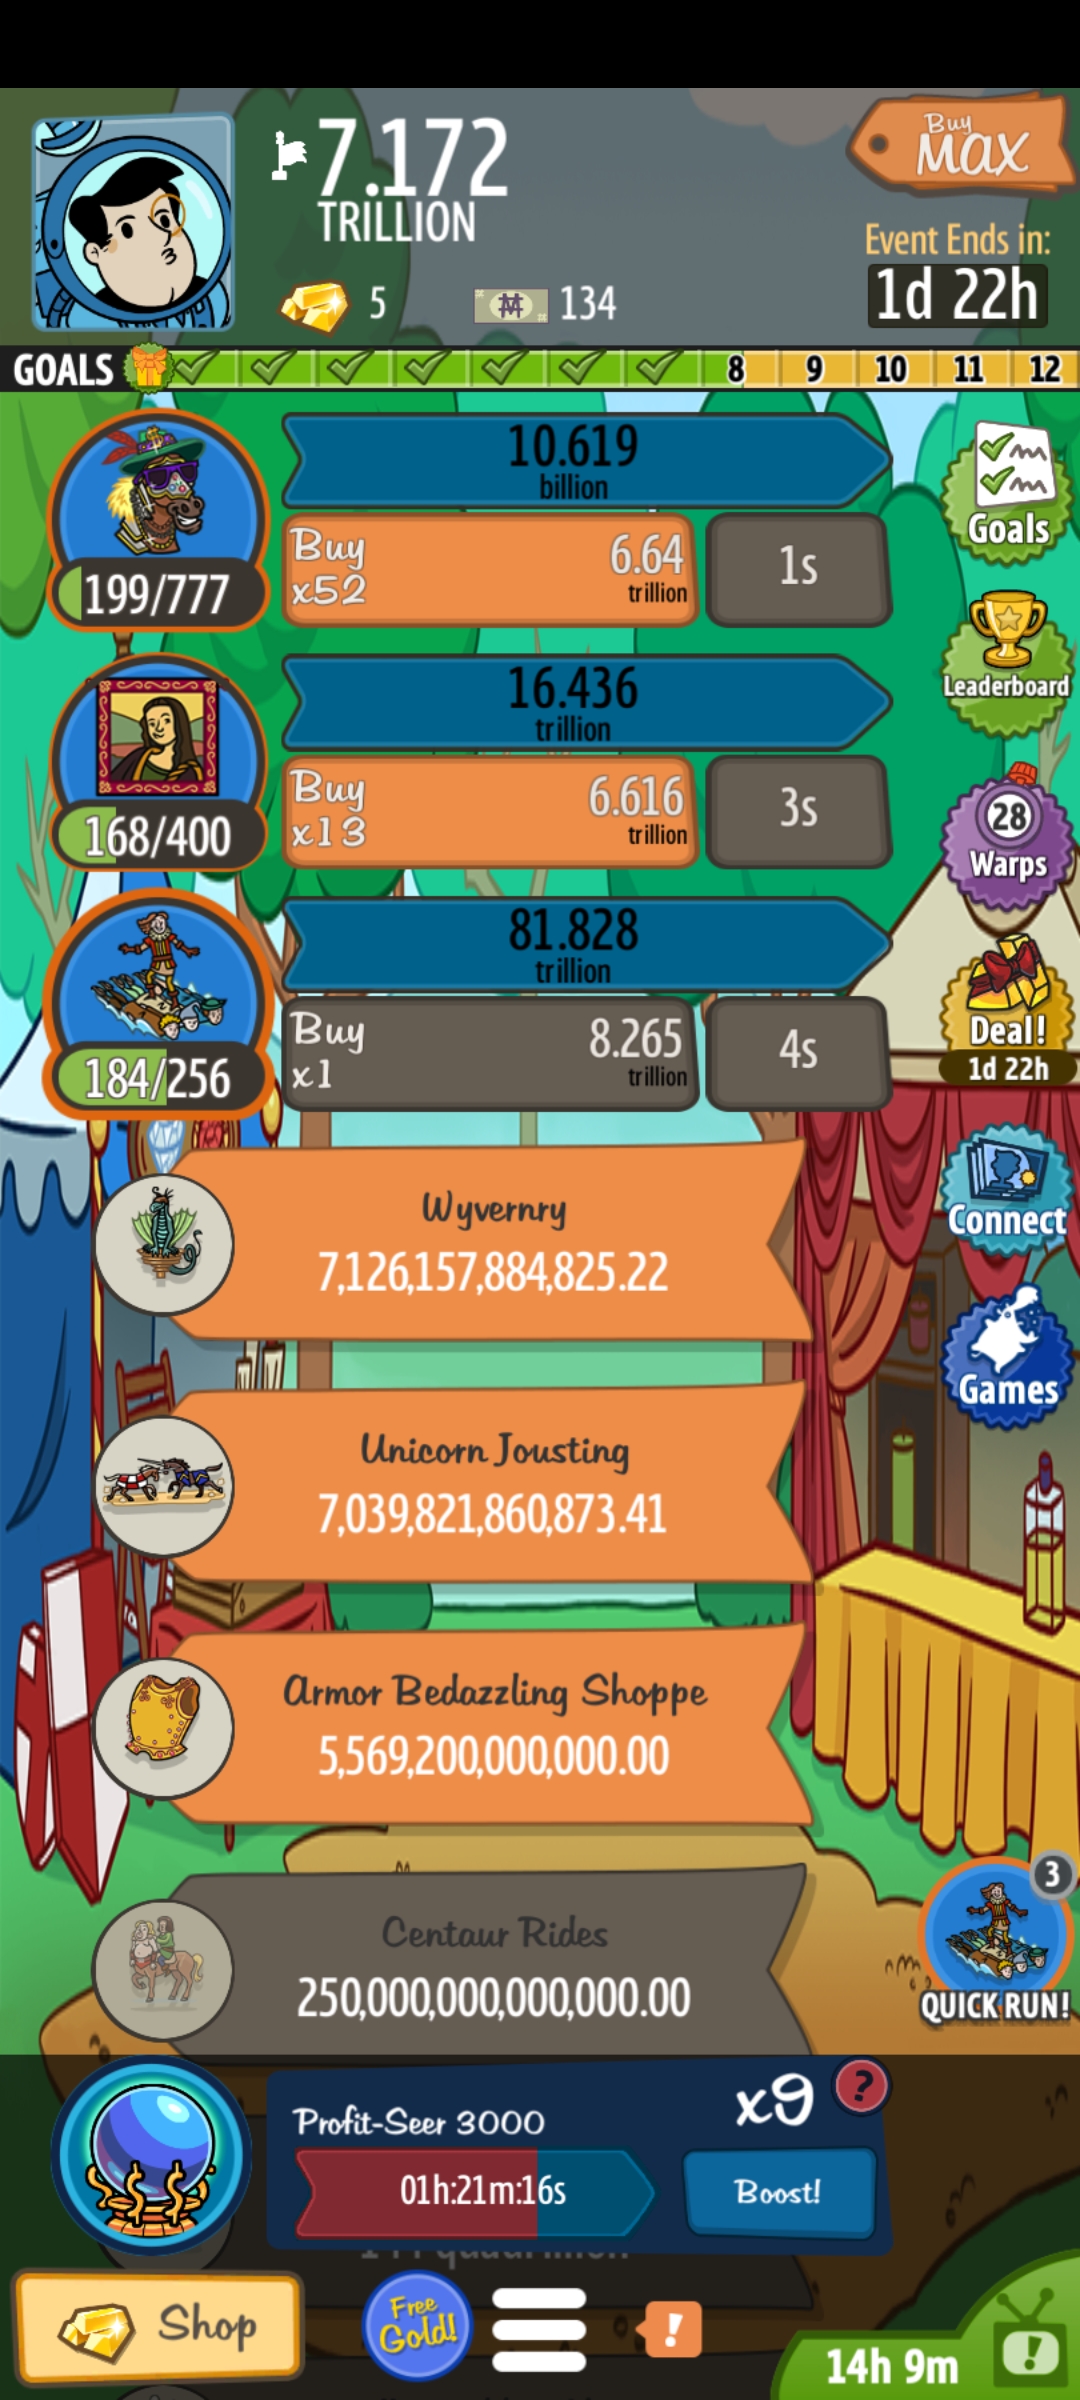 7.172
TRILLION
Buy
MAX
Event Ends in:
1d 22h
5
134
GOALS
8
9
10
11
12
10.619
billion
Buy
x52
6.64
trillion
1s
199/777
Goals
16.436
trillion
Leaderboard
Buy
x13
6.616
trillion
3s
168/400
28
Warps
81.828
trillion
Buy
x1
8.265
trillion
4s
184/256
Deal!
1d 22h
Wyvernry
7,126,157,884,825.22
Connect
Unicorn Jousting
7,039,821,860,873.41
Games
Armor Bedazzling Shoppe
5,569,200,000,000.00
Centaur Rides
250,000,000,000,000.00
3
QUICK RUN!
Profit-Seer 3000
x9
?
01h:21m:16s
Boost!
Shop
Free
Gold!
!
14h 9m
!